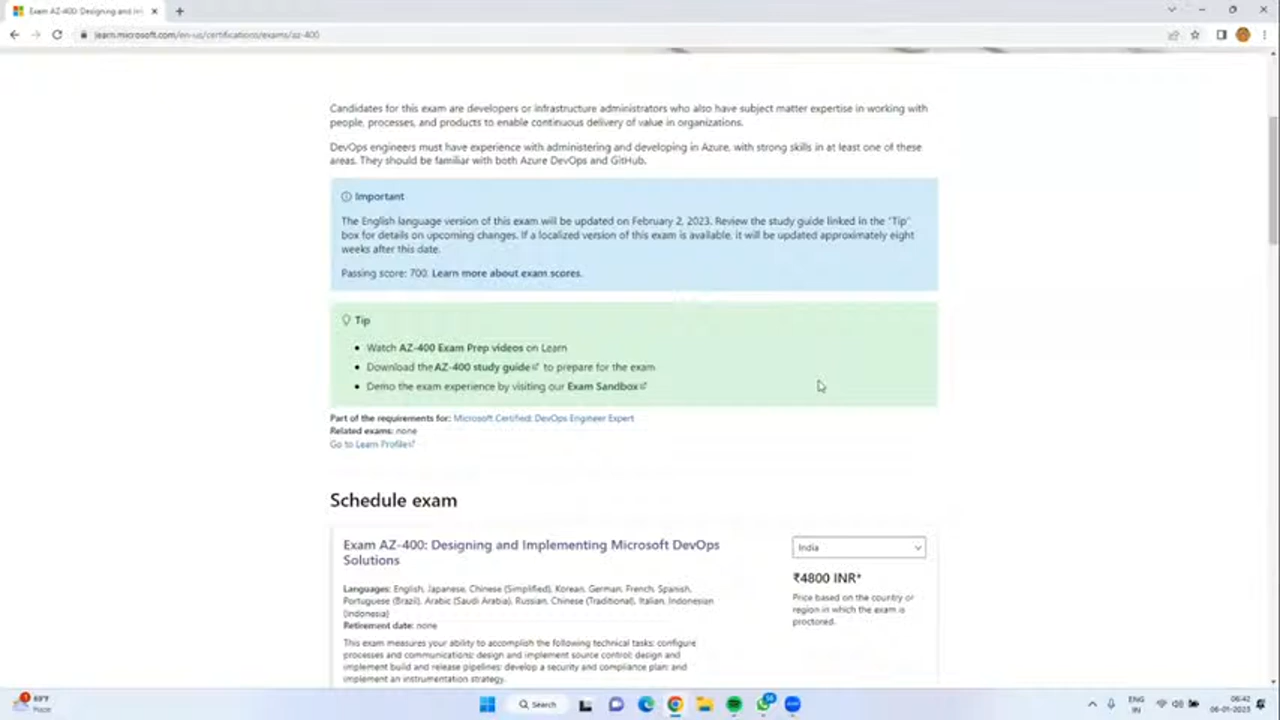 Exam AZ-400: Designing and Im
learn.microsoft.com/en-us/certifications/exams/az-400
Candidates for this exam are developers or infrastructure administrators who also have subject matter expertise in working with
people, processes, and products to enable continuous delivery of value in organizations.
DevOps engineers must have experience with administering and developing in Azure, with strong skills in at least one of these
areas. They should be familiar with both Azure DevOps and GitHub.
Important
The English language version of this exam will be updated on February 2, 2023. Review the study guide linked in the "Tip"
box for details on upcoming changes. If a localized version of this exam is available, it will be updated approximately eight
weeks after this date.
Passing score: 700. Learn more about exam scores.
Tip
• Watch AZ-400 Exam Prep videos on Learn
• Download the AZ-400 study guide to prepare for the exam
• Demo the exam experience by visiting our Exam Sandbox
Part of the requirements for: Microsoft Certified: DevOps Engineer Expert
Related exams: none
Go to Learn Profile
Schedule exam
Exam AZ-400: Designing and Implementing Microsoft DevOps
Solutions
India
₹4800 INR*
Price based on the country or
region in which the exam is
proctored.
Languages: English, Japanese, Chinese (Simplified), Korean, German, French, Spanish,
Portuguese (Brazil), Arabic (Saudi Arabia), Russian, Chinese (Traditional), Italian, Indonesian
(Indonesia)
Retirement date: none
This exam measures your ability to accomplish the following technical tasks: configure
processes and communications; design and implement source control; design and
implement build and release pipelines; develop a security and compliance plan; and
implement an instrumentation strategy.
Haze
Search
ENG
IN
06:42
06-01-2023